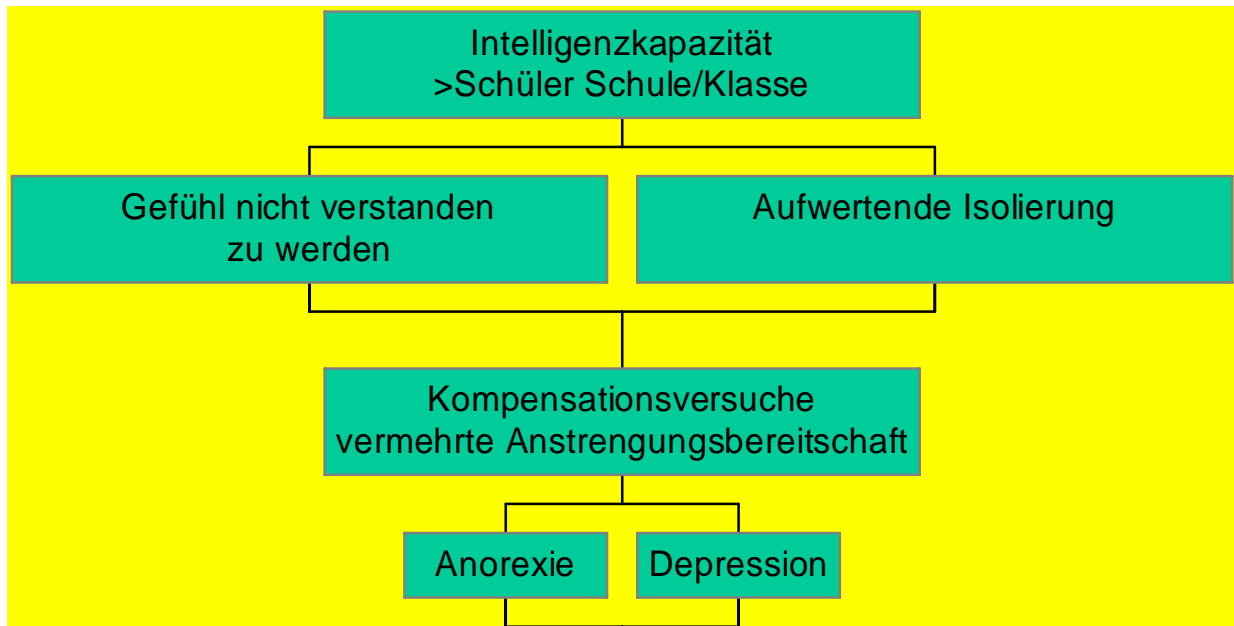 Intelligenzkapazität
>Schüler Schule/Klasse
Gefühl nicht verstanden
zu werden
Aufwertende Isolierung
Kompensationsversuche
vermehrte Anstrengungsbereitschaft
Anorexie
Depression